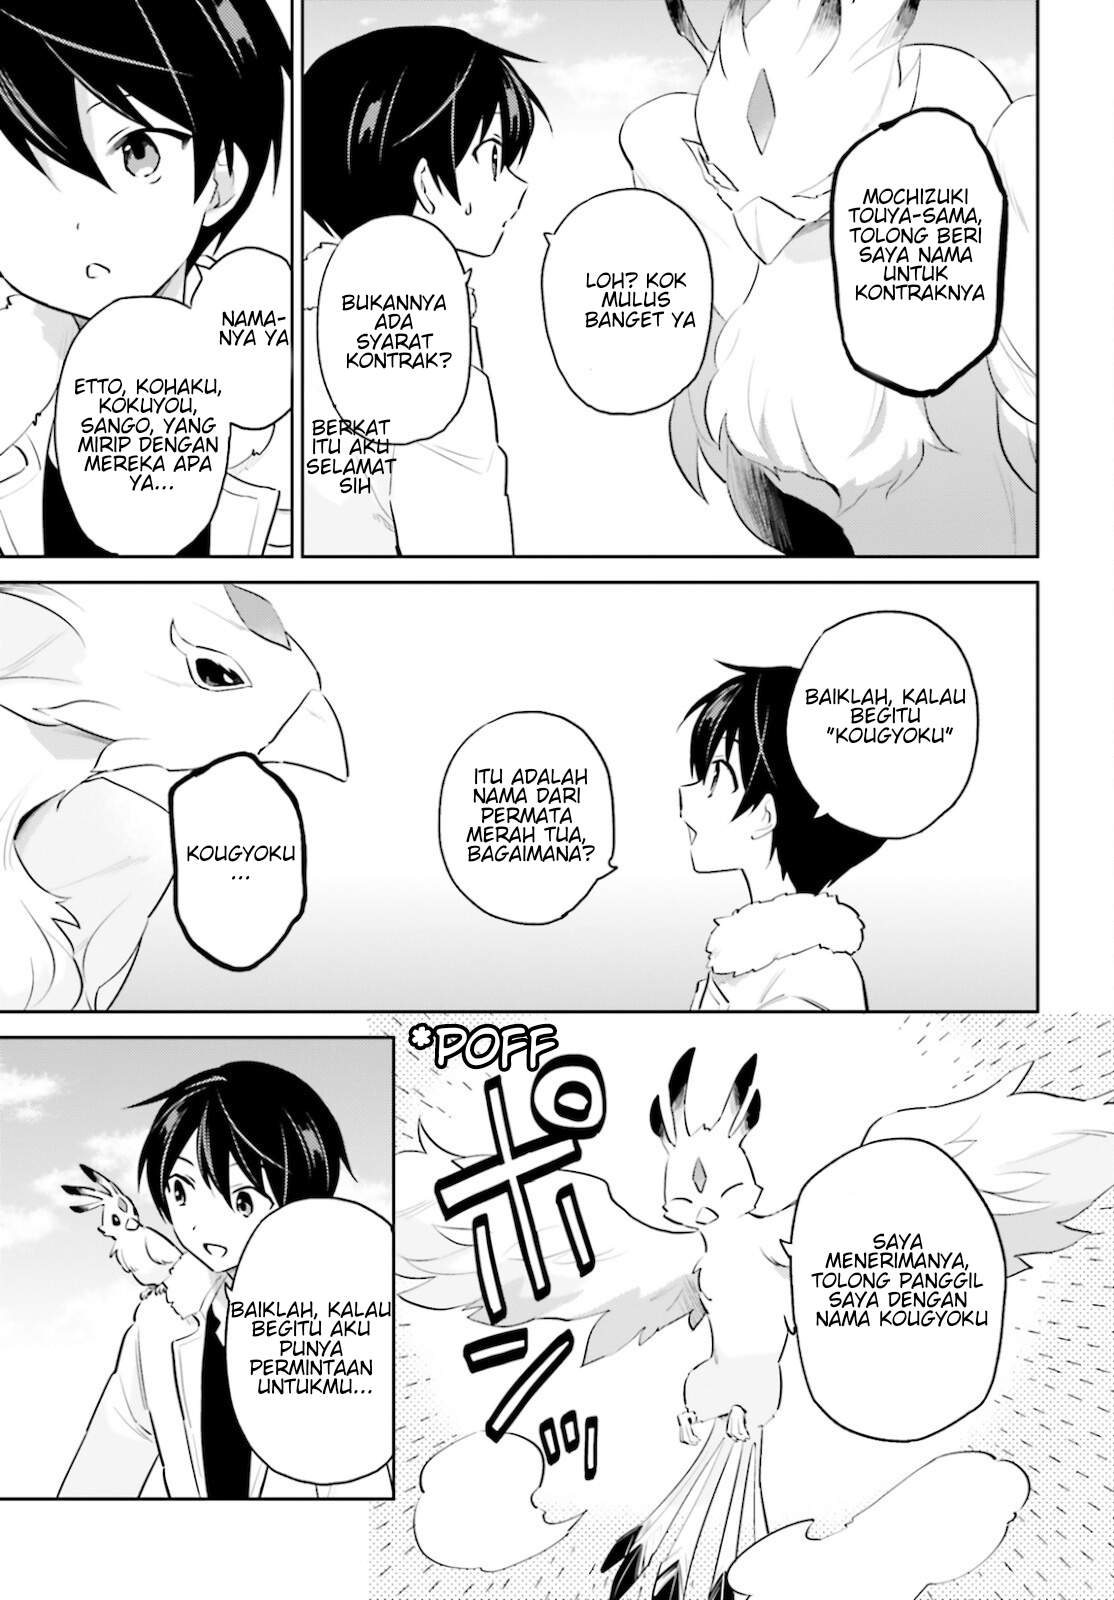 MOCHIZUKI
TOUYA-SAMA,
TOLONG BERI
SAYA NAMA
UNTUK
KONTRAKNYA
LOH? KOK
MULUS
BANGET YA
BUKANNYA
ADA
SYARAT
KONTRAK?
BERKAT
ITU AKU
SELAMAT
SIH
NAMA-
NYA YA
ETTO, KOHAKU,
KOKUYOU,
SANGO, YANG
MIRIP DENGAN
MEREKA APA
YA...
BAIKLAH, KALAU
BEGITU
"KOUGYOKU"
ITU ADALAH
NAMA DARI
PERMATA
MERAH TUA,
BAGAIMANA?
KOUGYOKU
...
*POFF
ポンッ
SAYA
MENERIMANYA,
TOLONG PANGGIL
SAYA DENGAN
NAMA KOUGYOKU
BAIKLAH, KALAU
BEGITU AKU
PUNYA
PERMINTAAN
UNTUKMU...